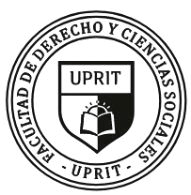 FACULTAD DE DERECHO Y CIENCIAS SOCIALES
UPRIT
- UPRIT -